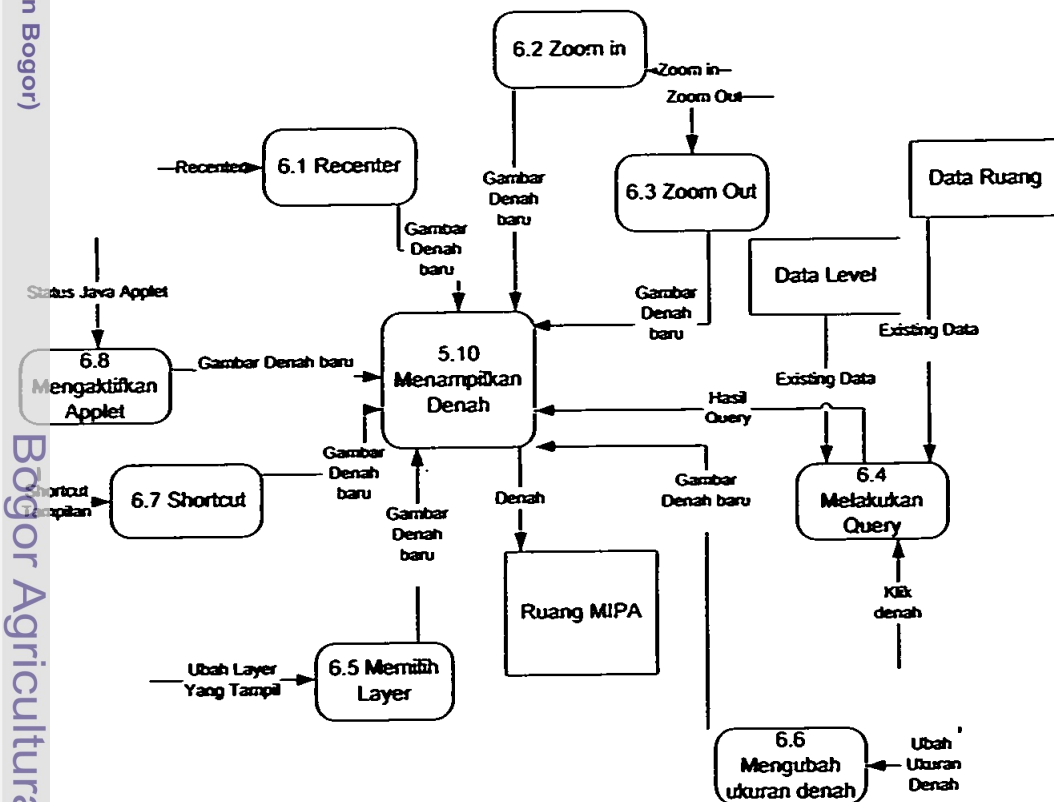 n Bogor)
Bogor Agricultura
6.2 Zoom in
Zoom in
Zoom Out
6.1 Recenter
Recenter
6.3 Zoom Out
Data Ruang
Gambar
Denah
baru
Gambar
Denah
baru
Data Level
Status Java Applet
Gambar
Denah
baru
Existing Data
6.8
Mengaktifkan
Applet
Gambar Denah baru
5.10
Menampilkan
Denah
Existing Data
Hasil
Query
Gambar
Denah
baru
6.7 Shortcut
Shortcut
Tampilan
Gambar
Denah
baru
Denah
Gambar
Denah baru
6.4
Melakukan
Query
Ruang MIPA
Klik
denah
Ubah Layer
Yang Tampil
6.5 Memilih
Layer
6.6
Mengubah
ukuran denah
Ubah
Ukuran
Denah